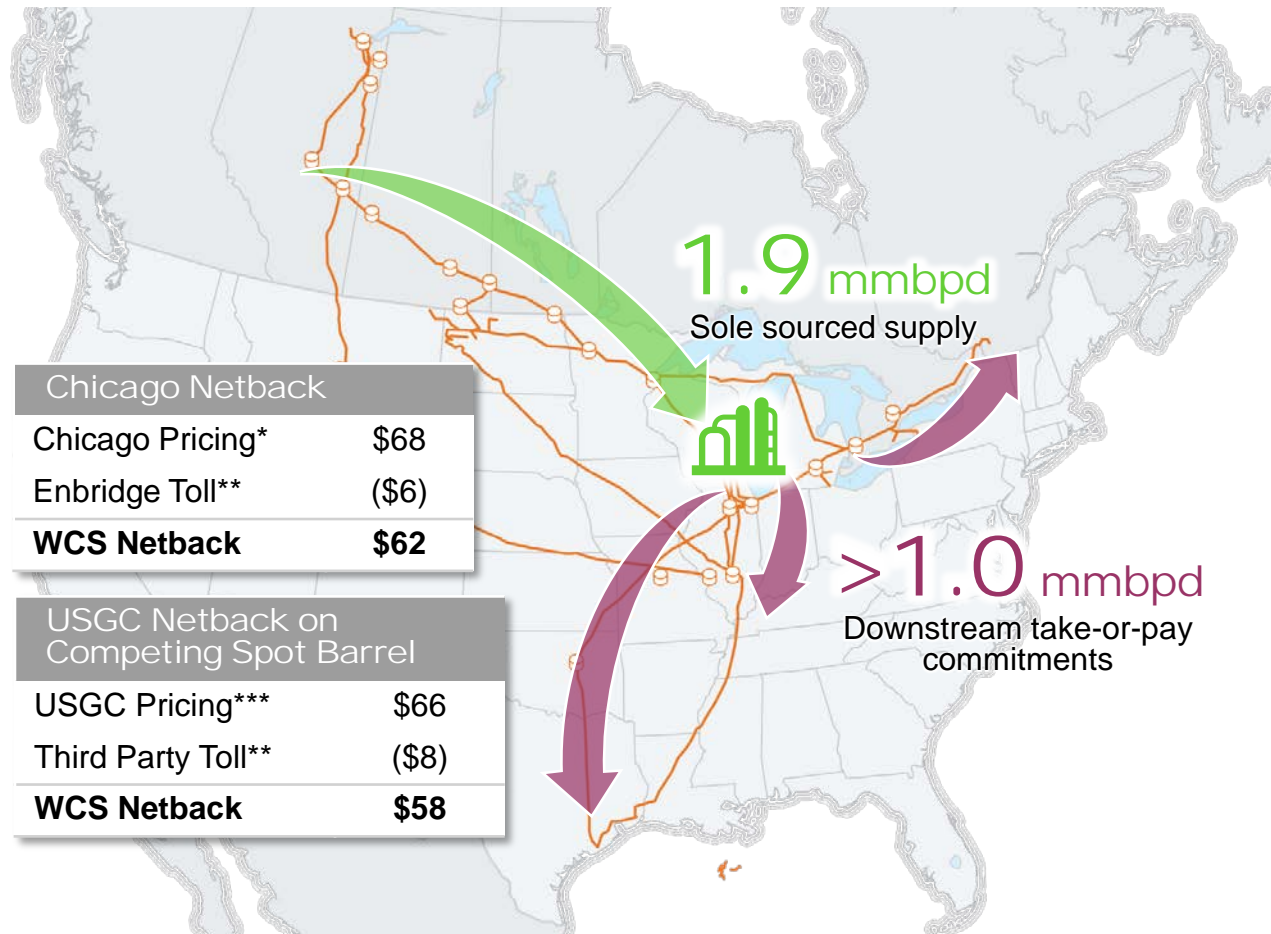 1.9 mmbpd
Sole sourced supply
Chicago Netback
Chicago Pricing* $68
Enbridge Toll** ($6)
WCS Netback $62
>1.0 mmbpd
Downstream take-or-pay
commitments
USGC Netback on
Competing Spot Barrel
USGC Pricing*** $66
Third Party Toll** ($8)
WCS Netback $58